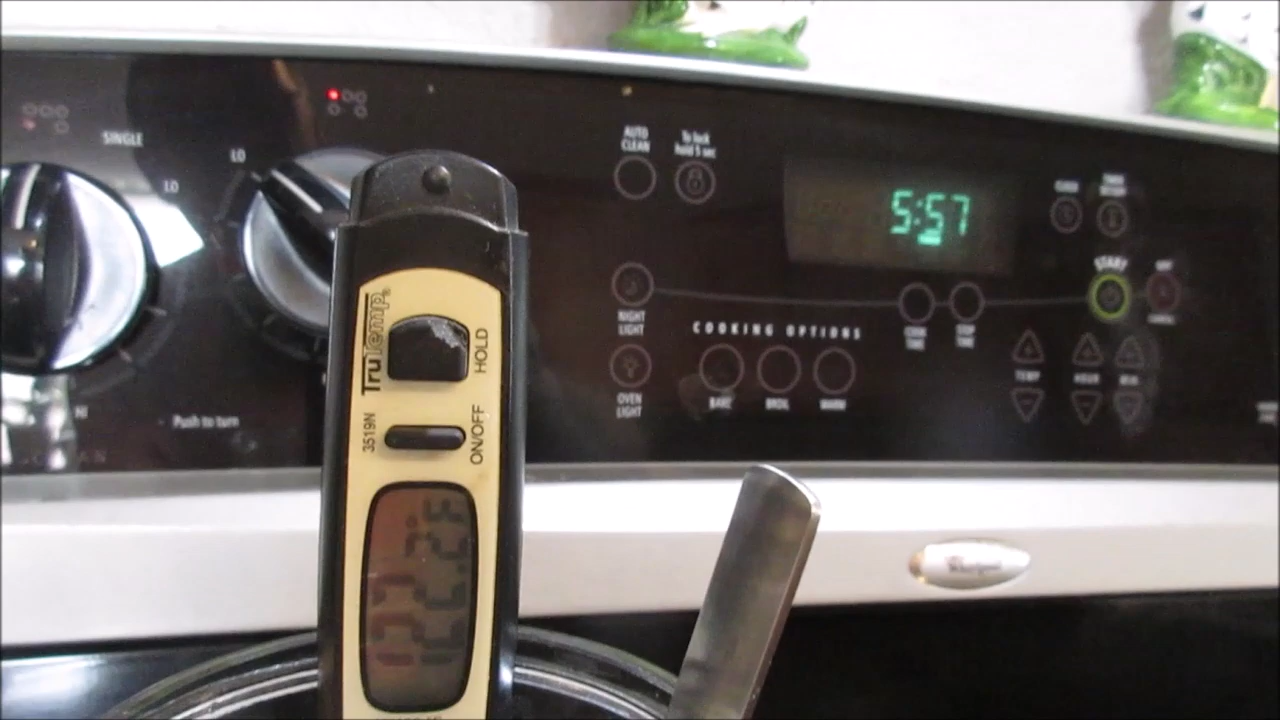 SINGLE
LO
LO
HI
Push to turn
AUTO
CLEAN
To lock
hold 5 sec
5:57
START
NIGHT
LIGHT
COOKING OPTIONS
COOK
TIME
STOP
TIME
OVEN
LIGHT
BAKE
BROIL
WARM
TEMP
HOUR
MIN
TruTemp®
HOLD
3519N
ON/OFF
Whirlpool